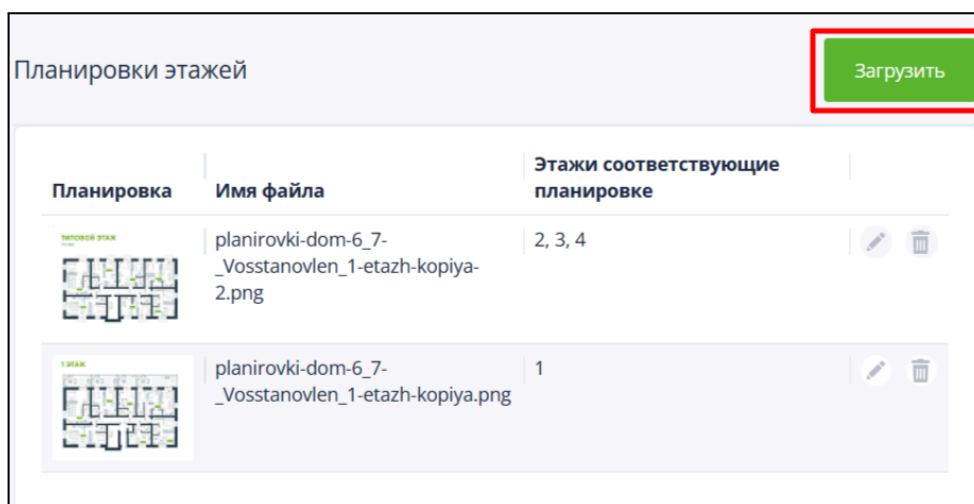 Планировки этажей
Загрузить
Планировка
Имя файла
Этажи соответствующие
планировке
ТИПОВОЙ ЭТАЖ
planirovki-dom-6_7-
_Vosstanovlen_1-etazh-kopiya-
2.png
2, 3, 4
1 ЭТАЖ
planirovki-dom-6_7-
_Vosstanovlen_1-etazh-kopiya.png
1